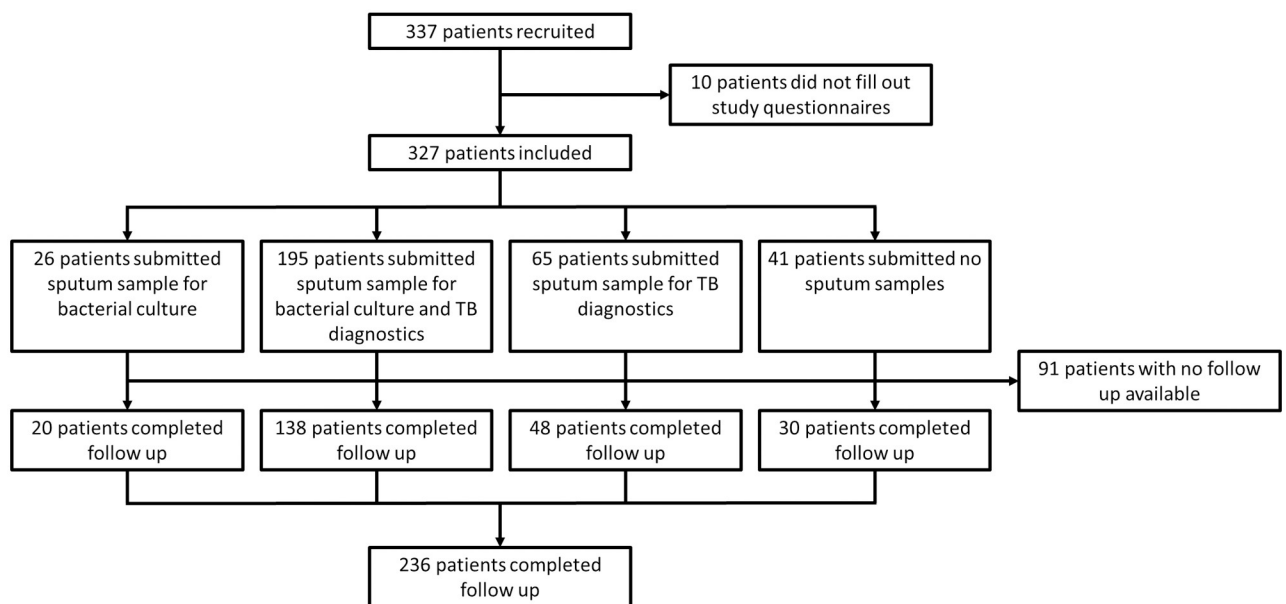 337 patients recruited
10 patients did not fill out
study questionnaires
327 patients included
26 patients submitted
sputum sample for
bacterial culture
195 patients submitted
sputum sample for
bacterial culture and TB
diagnostics
65 patients submitted
sputum sample for TB
diagnostics
41 patients submitted no
sputum samples
91 patients with no follow
up available
20 patients completed
follow up
138 patients completed
follow up
48 patients completed
follow up
30 patients completed
follow up
236 patients completed
follow up